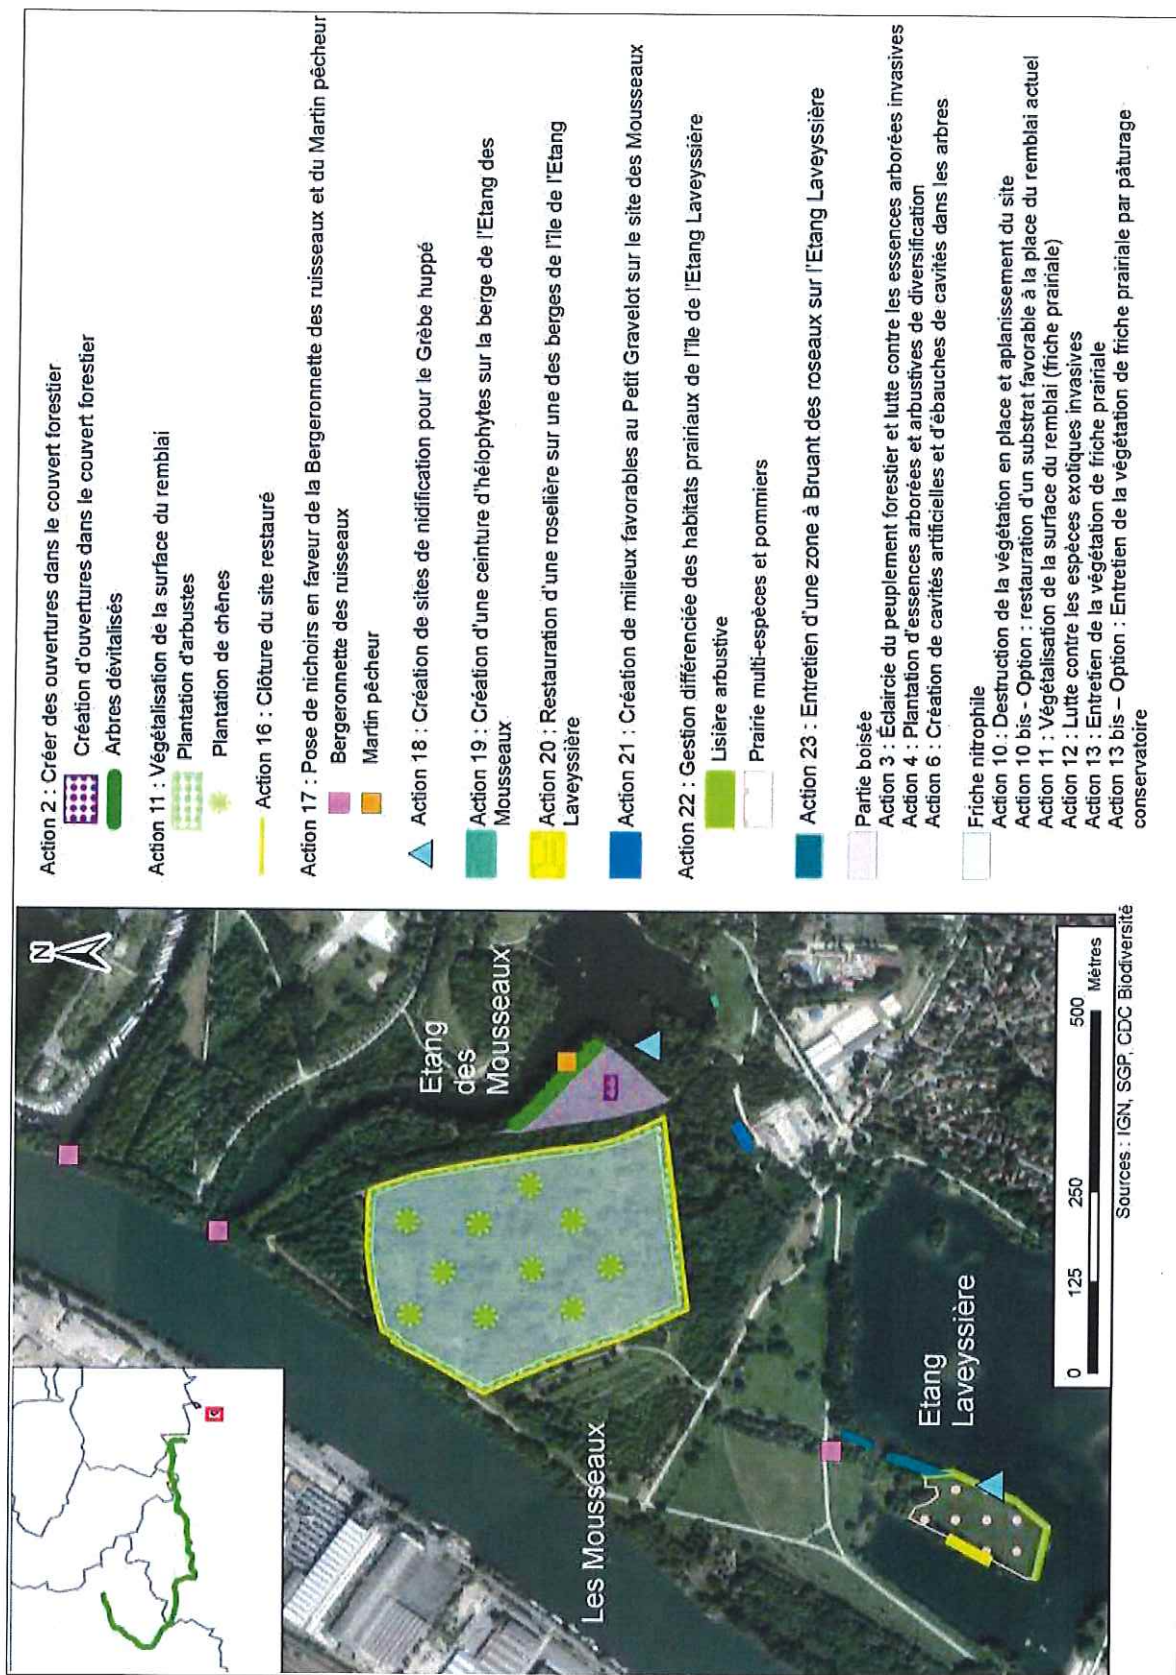 N
Etang
des
Mousseaux
Les Mousseaux
Etang
Laveyssière
0
125
250
500
Mètres
Sources : IGN, SGP, CDC Biodiversité
Action 2 : Créer des ouvertures dans le couvert forestier
Création d'ouvertures dans le couvert forestier
Arbres dévitalisés
Action 11 : Végétalisation de la surface du remblai
Plantation d'arbustes
Plantation de chênes
Action 16 : Clôture du site restauré
Action 17 : Pose de nichoirs en faveur de la Bergeronnette des ruisseaux et du Martin pêcheur
Bergeronnette des ruisseaux
Martin pêcheur
Action 18 : Création de sites de nidification pour le Grèbe huppé
Action 19 : Création d'une ceinture d'hélophytes sur la berge de l'Etang des
Mousseaux
Action 20 : Restauration d'une roselière sur une des berges de l'île de l'Etang
Laveyssière
Action 21 : Création de milieux favorables au Petit Gravelot sur le site des Mousseaux
Action 22 : Gestion différenciée des habitats prairiaux de l'île de l'Etang Laveyssière
Lisière arbustive
Prairie multi-espèces et pommiers
Action 23 : Entretien d'une zone à Bruant des roseaux sur l'Etang Laveyssière
Partie boisée
Action 3 : Éclaircie du peuplement forestier et lutte contre les essences arborées invasives
Action 4 : Plantation d'essences arborées et arbustives de diversification
Action 6 : Création de cavités artificielles et d'ébauches de cavités dans les arbres
Friche nitrophile
Action 10 : Destruction de la végétation en place et aplanissement du site
Action 10 bis - Option : restauration d'un substrat favorable à la place du remblai actuel
Action 11 : Végétalisation de la surface du remblai (friche prairiale)
Action 12 : Lutte contre les espèces exotiques invasives
Action 13 : Entretien de la végétation de friche prairiale
Action 13 bis – Option : Entretien de la végétation de friche prairiale par pâturage
conservatoire